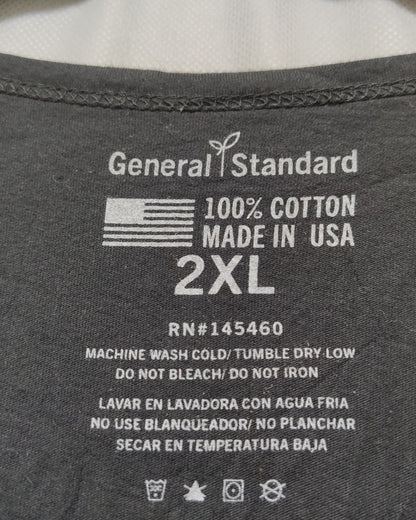 General Standard
100% COTTON
MADE IN USA
2XL
RN#145460
MACHINE WASH COLD/ TUMBLE DRY LOW
DO NOT BLEACH/ DO NOT IRON
LAVAR EN LAVADORA CON AGUA FRIA
NO USE BLANQUEADOR/ NO PLANCHAR
SECAR EN TEMPERATURA BAJA